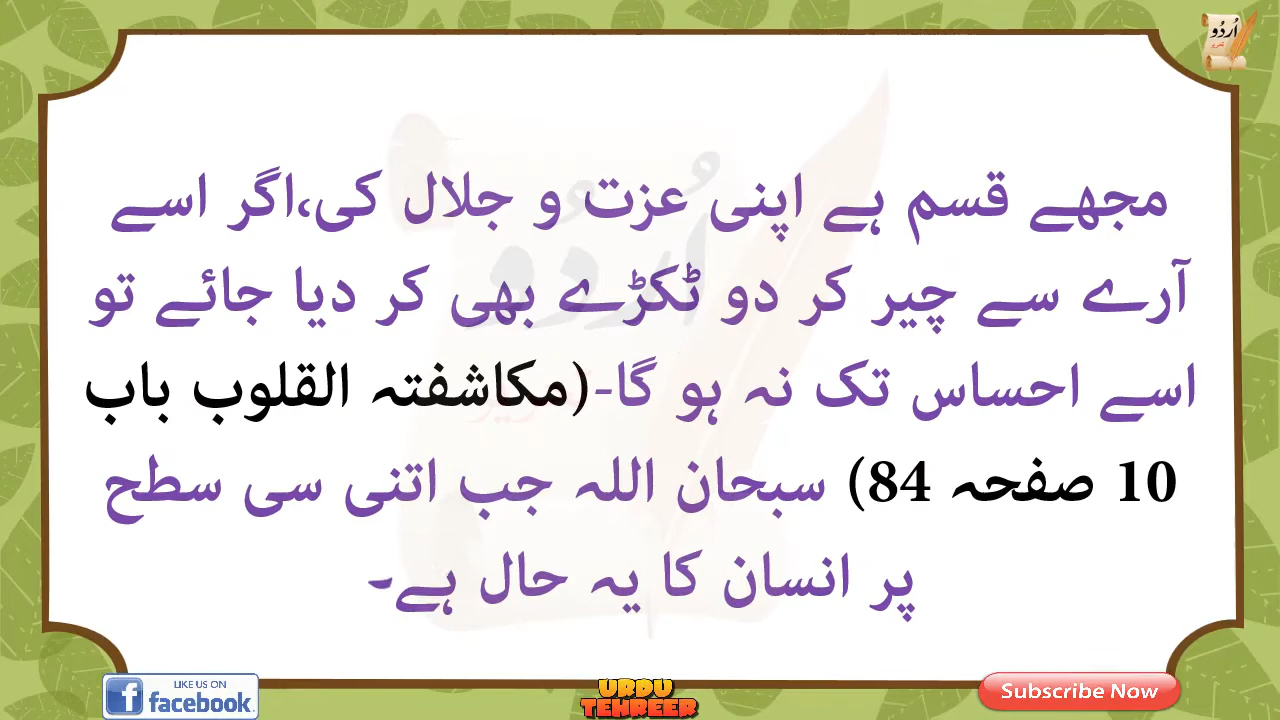 اُردُو
مجھے قسم ہے اپنی عزت و جلال کی،اگر اسے
آرے سے چیر کر دو ٹکڑے بھی کر دیا جائے تو
اسے احساس تک نہ ہو گا-(مکاشفتہ القلوب باب
10 صفحہ 84) سبحان اللہ جب اتنی سی سطح
پر انسان کا یہ حال ہے۔
LIKE US ON
facebook.
URDU
TEHREER
Subscribe Now